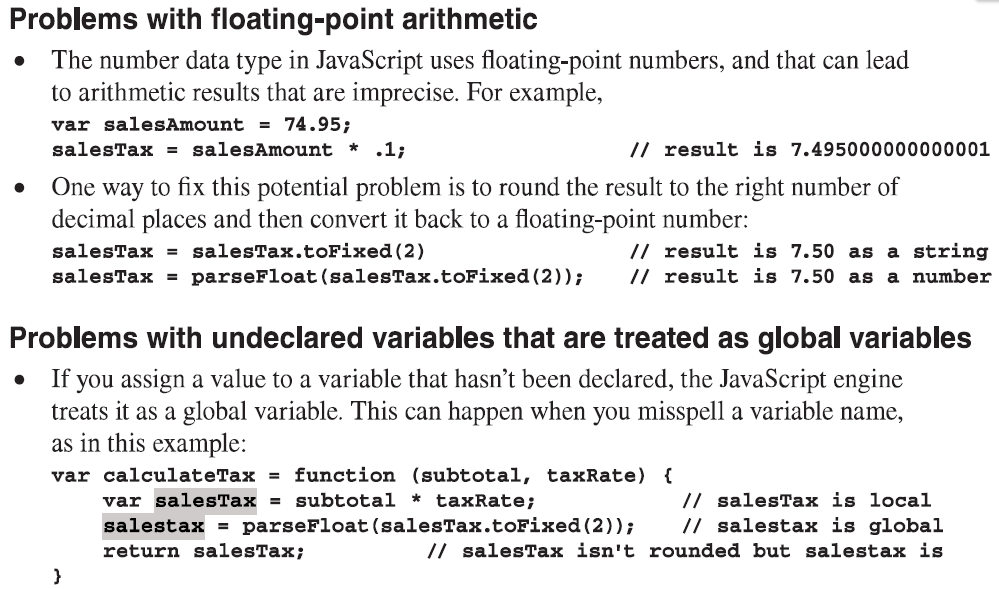 Problems with floating-point arithmetic
• The number data type in JavaScript uses floating-point numbers, and that can lead
to arithmetic results that are imprecise. For example,
var salesAmount = 74.95;
salesTax = salesAmount * .1; // result is 7.495000000000001
• One way to fix this potential problem is to round the result to the right number of
decimal places and then convert it back to a floating-point number:
salesTax = salesTax.toFixed(2) // result is 7.50 as a string
salesTax = parseFloat(salesTax.toFixed(2)); // result is 7.50 as a number
Problems with undeclared variables that are treated as global variables
• If you assign a value to a variable that hasn't been declared, the JavaScript engine
treats it as a global variable. This can happen when you misspell a variable name,
as in this example:
var calculateTax = function (subtotal, taxRate) {
var salesTax = subtotal * taxRate; // salesTax is local
salestax = parseFloat(salesTax.toFixed(2)); // salestax is global
return salesTax; // salesTax isn't rounded but salestax is
}